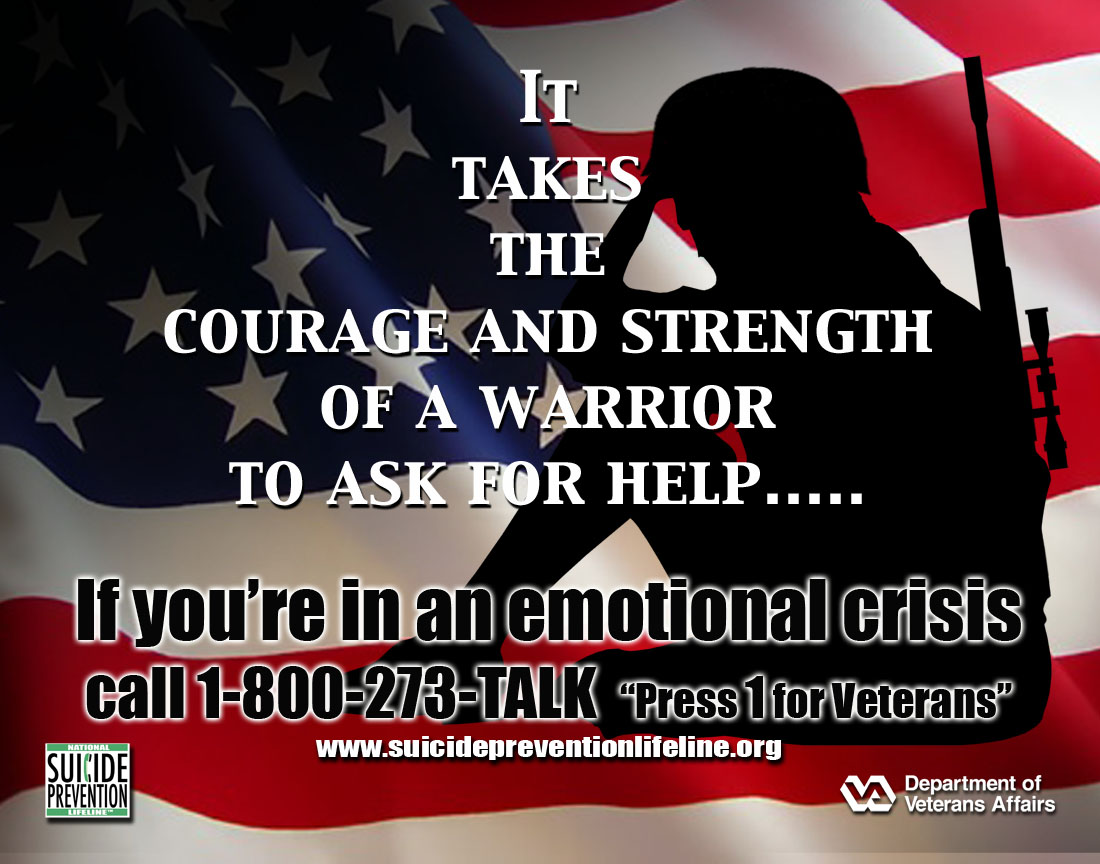 It
takes
the
courage and strength
of a warrior
to ask for help.....
If you're in an emotional crisis
call 1-800-273-TALK "Press 1 for Veterans"
www.suicidepreventionlifeline.org
NATIONAL
SUICIDE
PREVENTION
LIFELINE™
VA
Department of
Veterans Affairs